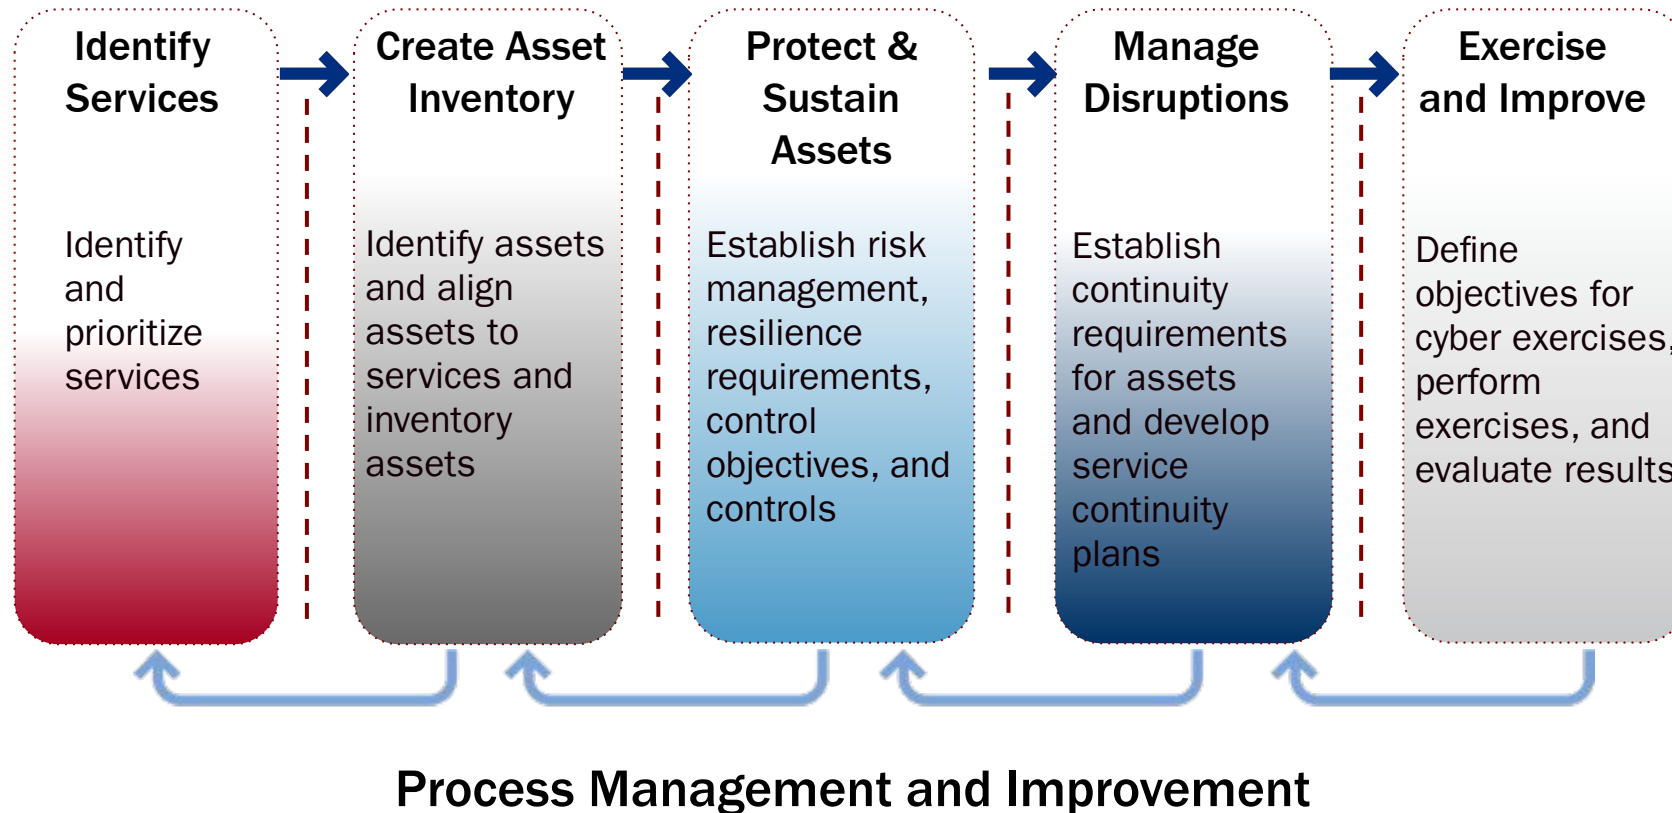 Identify
Services
Identify
and
prioritize
services
Create Asset
Inventory
Identify assets
and align
assets to
services and
inventory
assets
Protect &
Sustain
Assets
Establish risk
management,
resilience
requirements,
control
objectives, and
controls
Manage
Disruptions
Establish
continuity
requirements
for assets
and develop
service
continuity
plans
Exercise
and Improve
Define
objectives for
cyber exercises,
perform
exercises, and
evaluate results
Process Management and Improvement